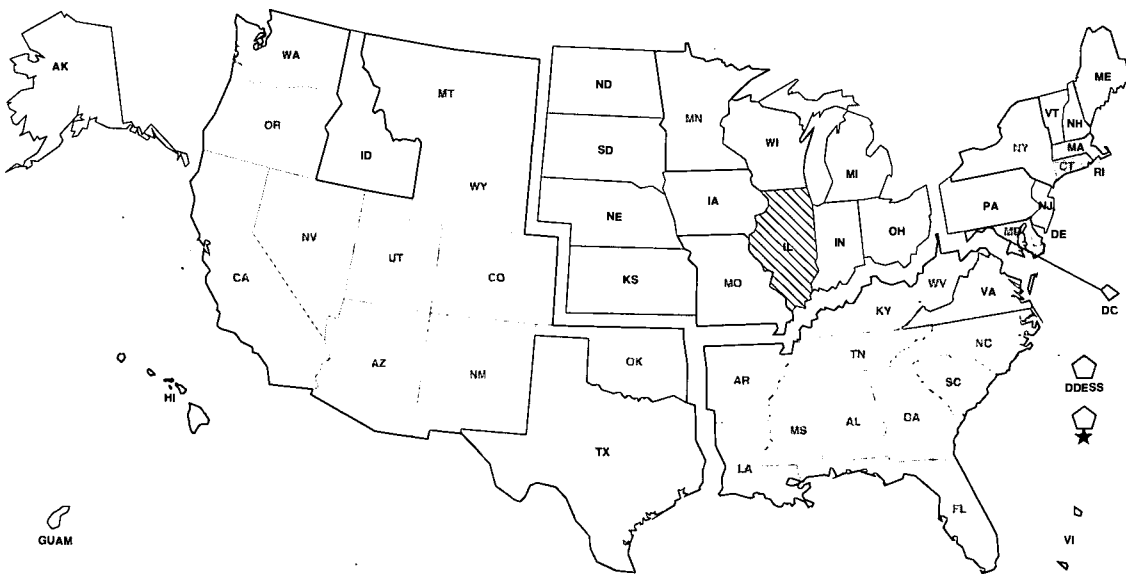 AK
WA
MT
ND
MN
ME
VT
NH
OR
ID
SD
WI
NY
MA
CT
RI
WY
MI
IA
PA
NJ
NE
OH
NV
UT
IL
IN
MD
DE
CA
CO
KS
MO
WV
VA
DC
KY
NC
TN
AZ
OK
NM
AR
SC
DDESS
HI
MS
AL
GA
TX
LA
FL
GUAM
VI